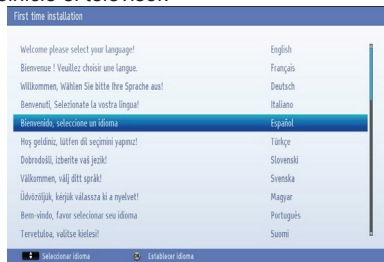 First time installation
Welcome please select your language! English
Bienvenue ! Veuillez choisir une langue. Français
Willkommen, Wählen Sie bitte Ihre Sprache aus! Deutsch
Benvenuti, Selezionate la vostra lingua! Italiano
Bienvenido, seleccione un idioma Español
Hoş geldiniz, lütfen dil seçimini yapınız! Türkçe
Dobrodošli, izberite vaš jezik! Slovenski
Välkommen, välj ditt språk! Svenska
Üdvözöljük, kérjük válassza ki a nyelvet! Magyar
Bem-vindo, favor selecionar seu idioma Português
Tervetuloa, valitse kielesi! Suomi
Seleccionar idioma OK Establecer idioma